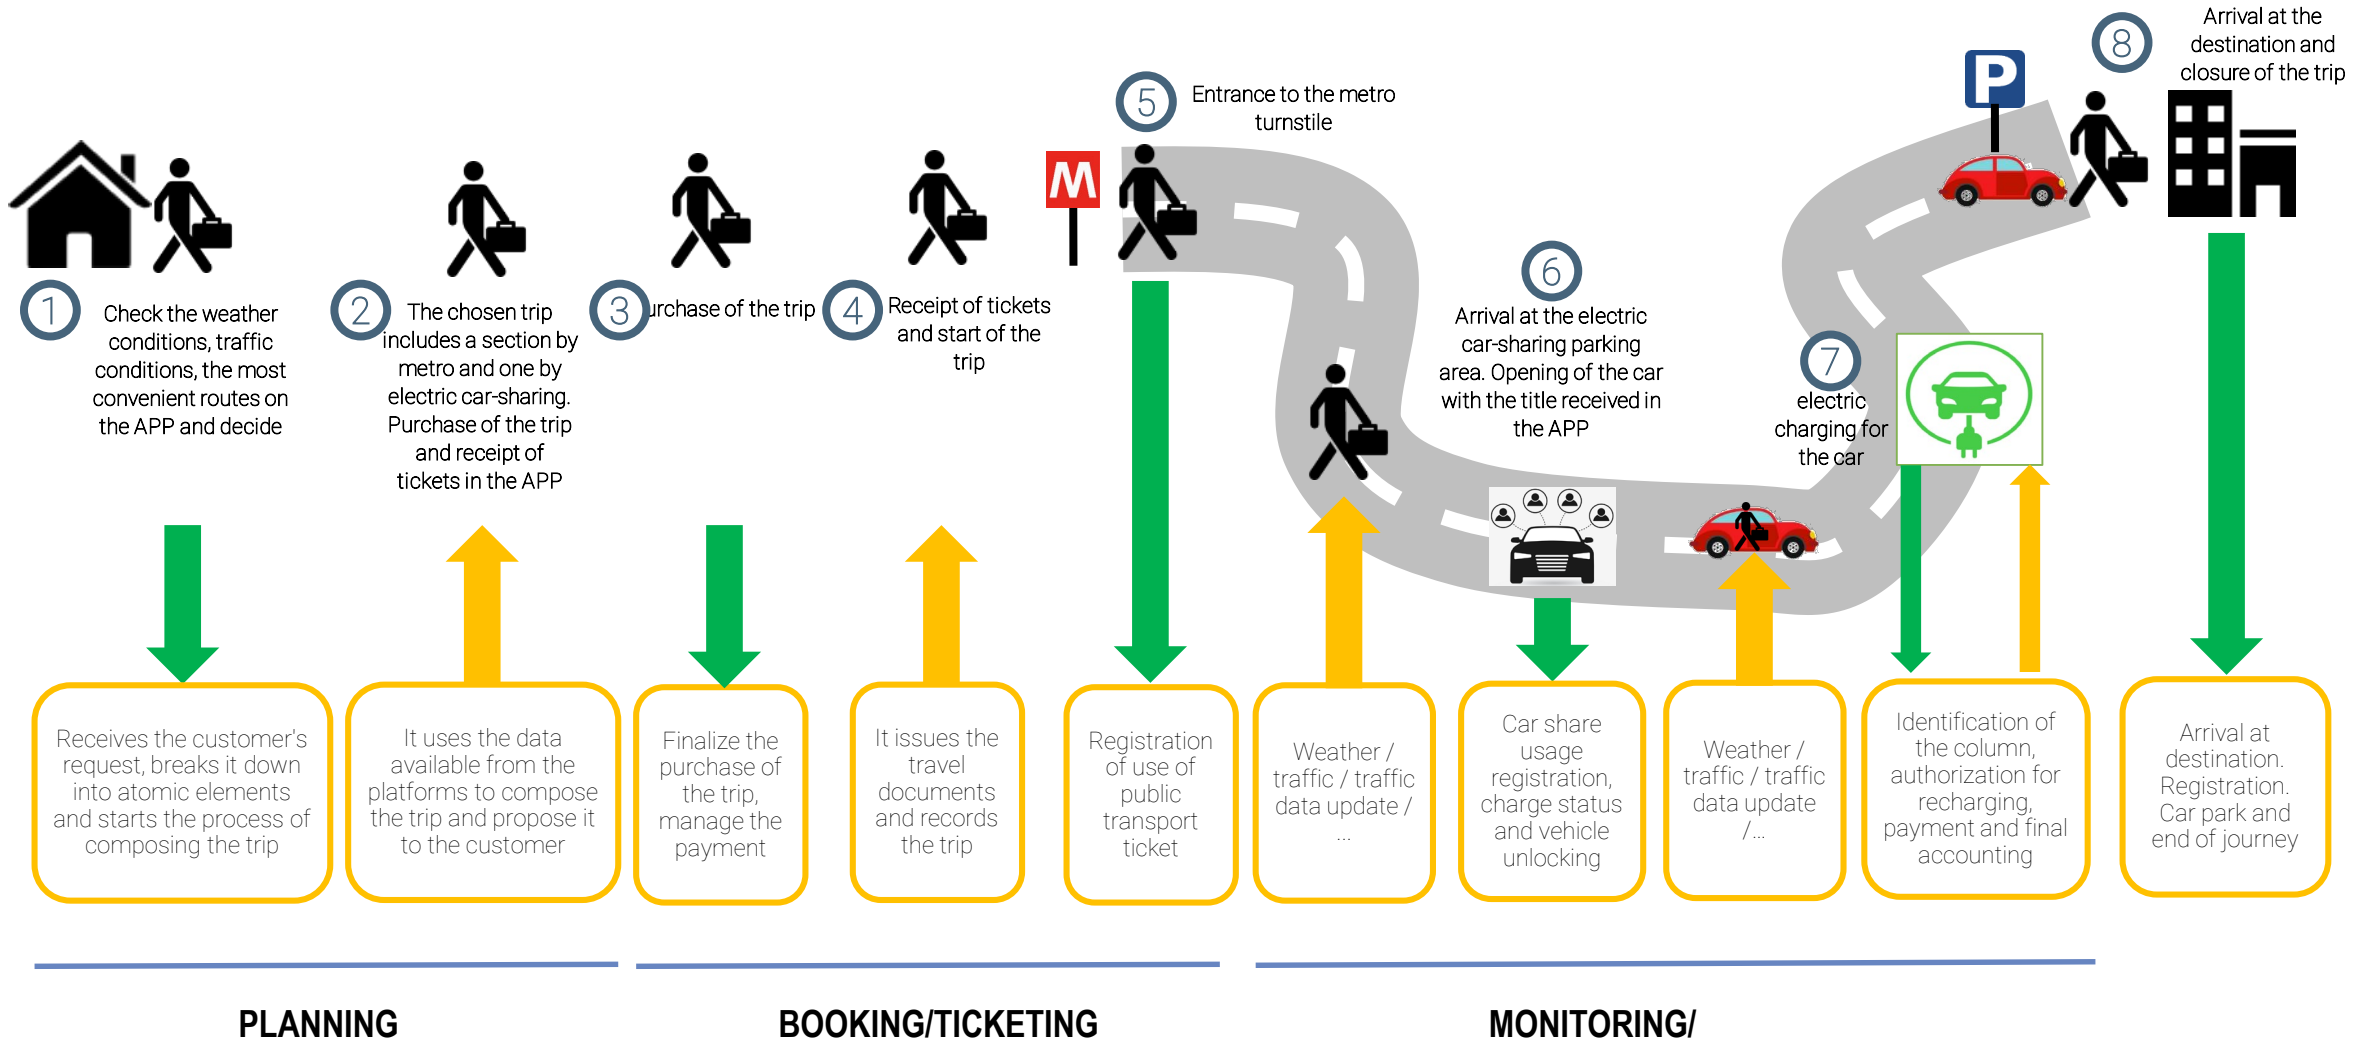 1
Check the weather
conditions, traffic
conditions, the most
convenient routes on
the APP and decide
2
The chosen trip
includes a section by
metro and one by
electric car-sharing.
Purchase of the trip
and receipt of
tickets in the APP
3
urchase of the trip
4
Receipt of tickets
and start of the
trip
M
5
Entrance to the metro
turnstile
6
Arrival at the electric
car-sharing parking
area. Opening of the car
with the title received in
the APP
7
electric
charging for
the car
P
8
Arrival at the
destination and
closure of the trip
Receives the customer's
request, breaks it down
into atomic elements
and starts the process of
composing the trip
It uses the data
available from the
platforms to compose
the trip and propose it
to the customer
Finalize the
purchase of
the trip,
manage the
payment
It issues the
travel
documents
and records
the trip
Registration
of use of
public
transport
ticket
Weather /
traffic / traffic
data update /
...
Car share
usage
registration,
charge status
and vehicle
unlocking
Weather /
traffic / traffic
data update
/...
Identification of
the column,
authorization for
recharging,
payment and final
accounting
Arrival at
destination.
Registration.
Car park and
end of journey
PLANNING
BOOKING/TICKETING
MONITORING/